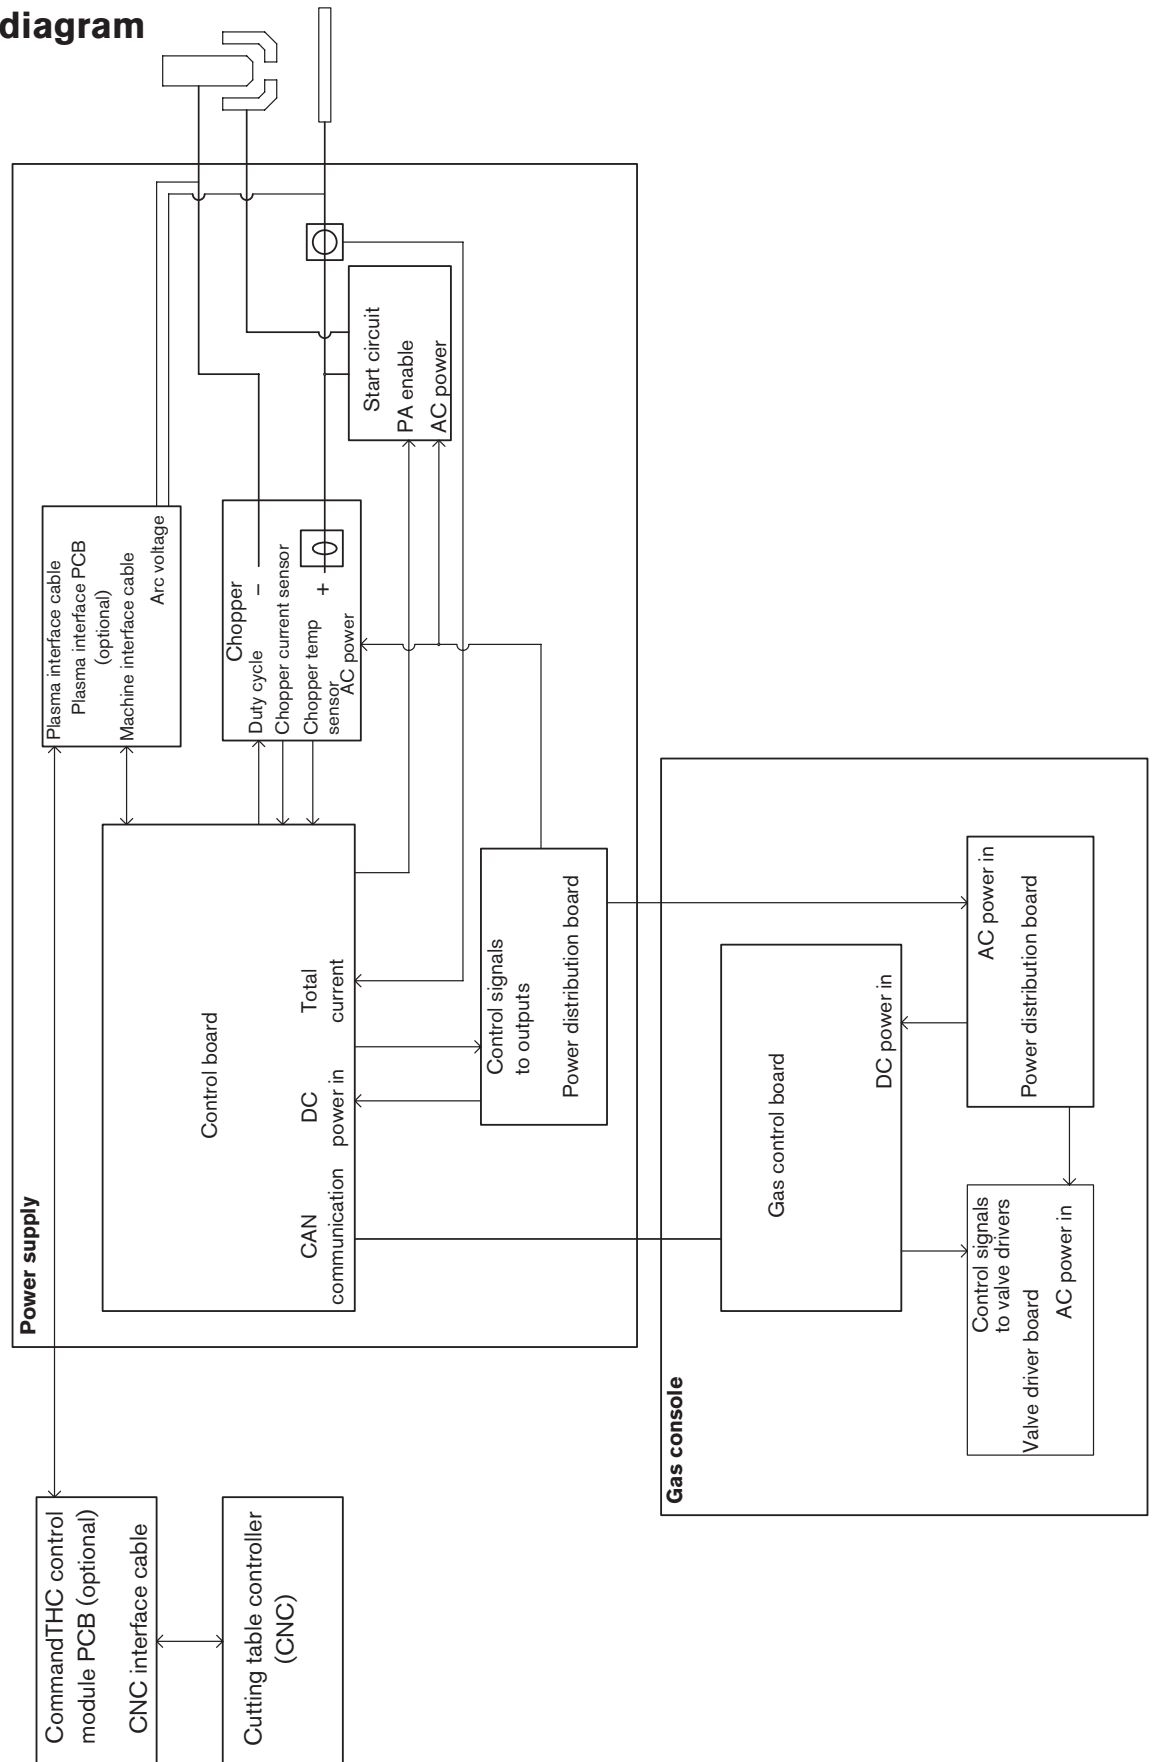 diagram
Power supply
Plasma interface cable
Plasma interface PCB
(optional)
Machine interface cable
Arc voltage
Chopper
Duty cycle
−
Chopper current sensor
Chopper temp
sensor
+
AC power
Start circuit
PA enable
AC power
Control board
CAN
communication
DC
power in
Total
current
Control signals
to outputs
Power distribution board
CommandTHC control
module PCB (optional)
CNC interface cable
Cutting table controller
(CNC)
Gas console
Gas control board
DC power in
AC power in
Power distribution board
Control signals
to valve drivers
Valve driver board
AC power in